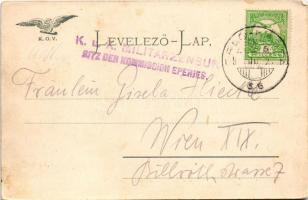 K. Ö. V.
LEVELEZŐ-LAP.
K. u. K. MILITÄRZENSUR
SITZ DER KOMMISSION EPERJES.
Fräulein Gisela
Wien XIX.
Billrothstrasse 7